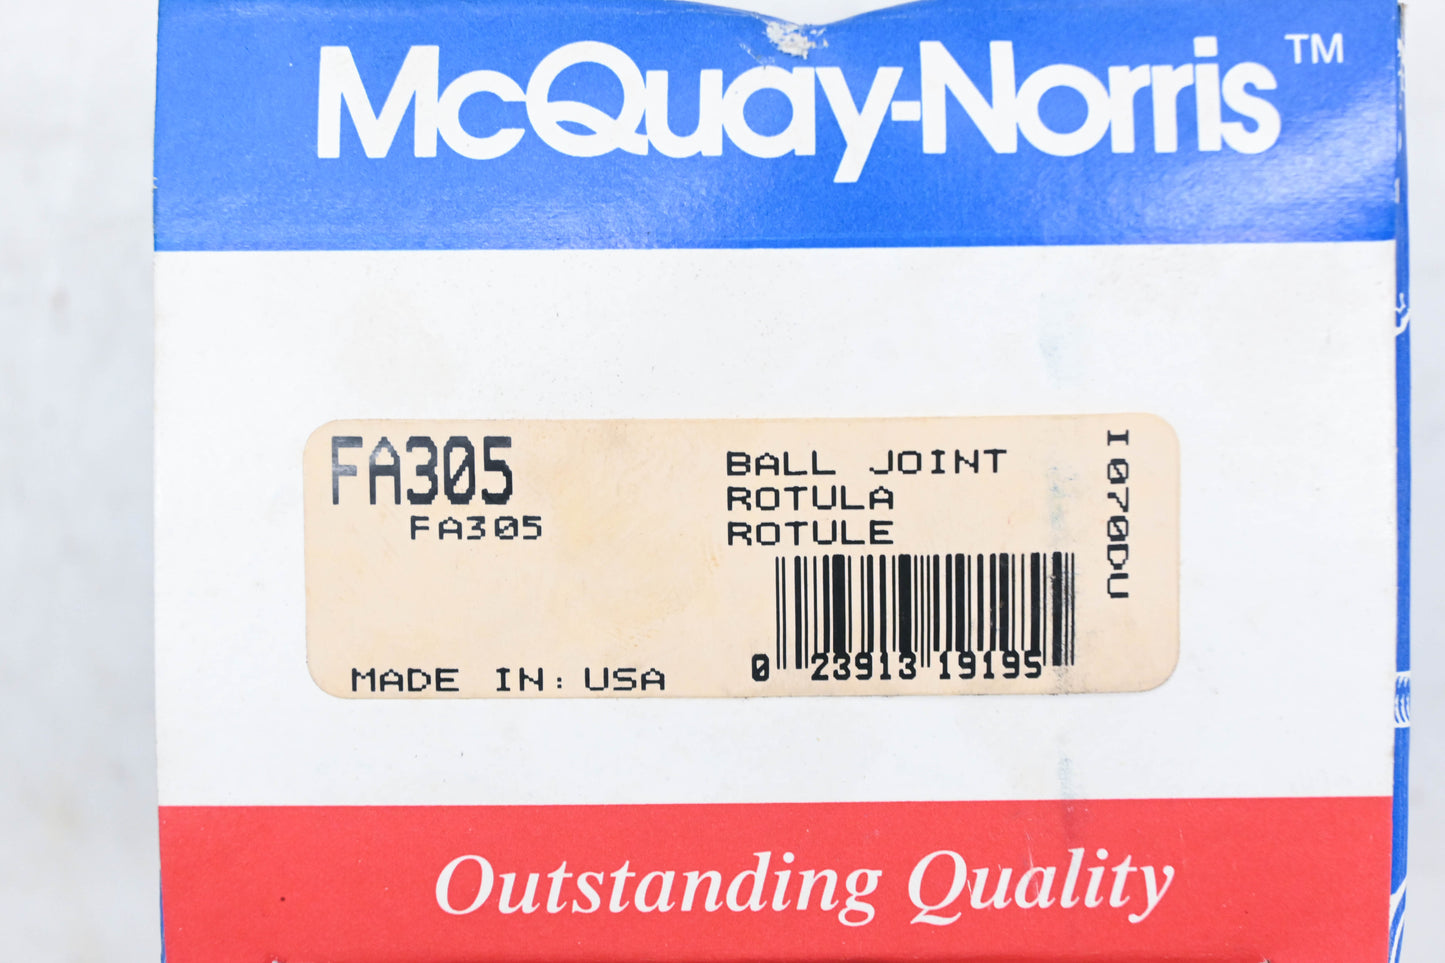 McQuay-Norris™
FA305
FA305
BALL JOINT
ROTULA
ROTULE
I070DU
0 23913 19195
MADE IN: USA
Outstanding Quality